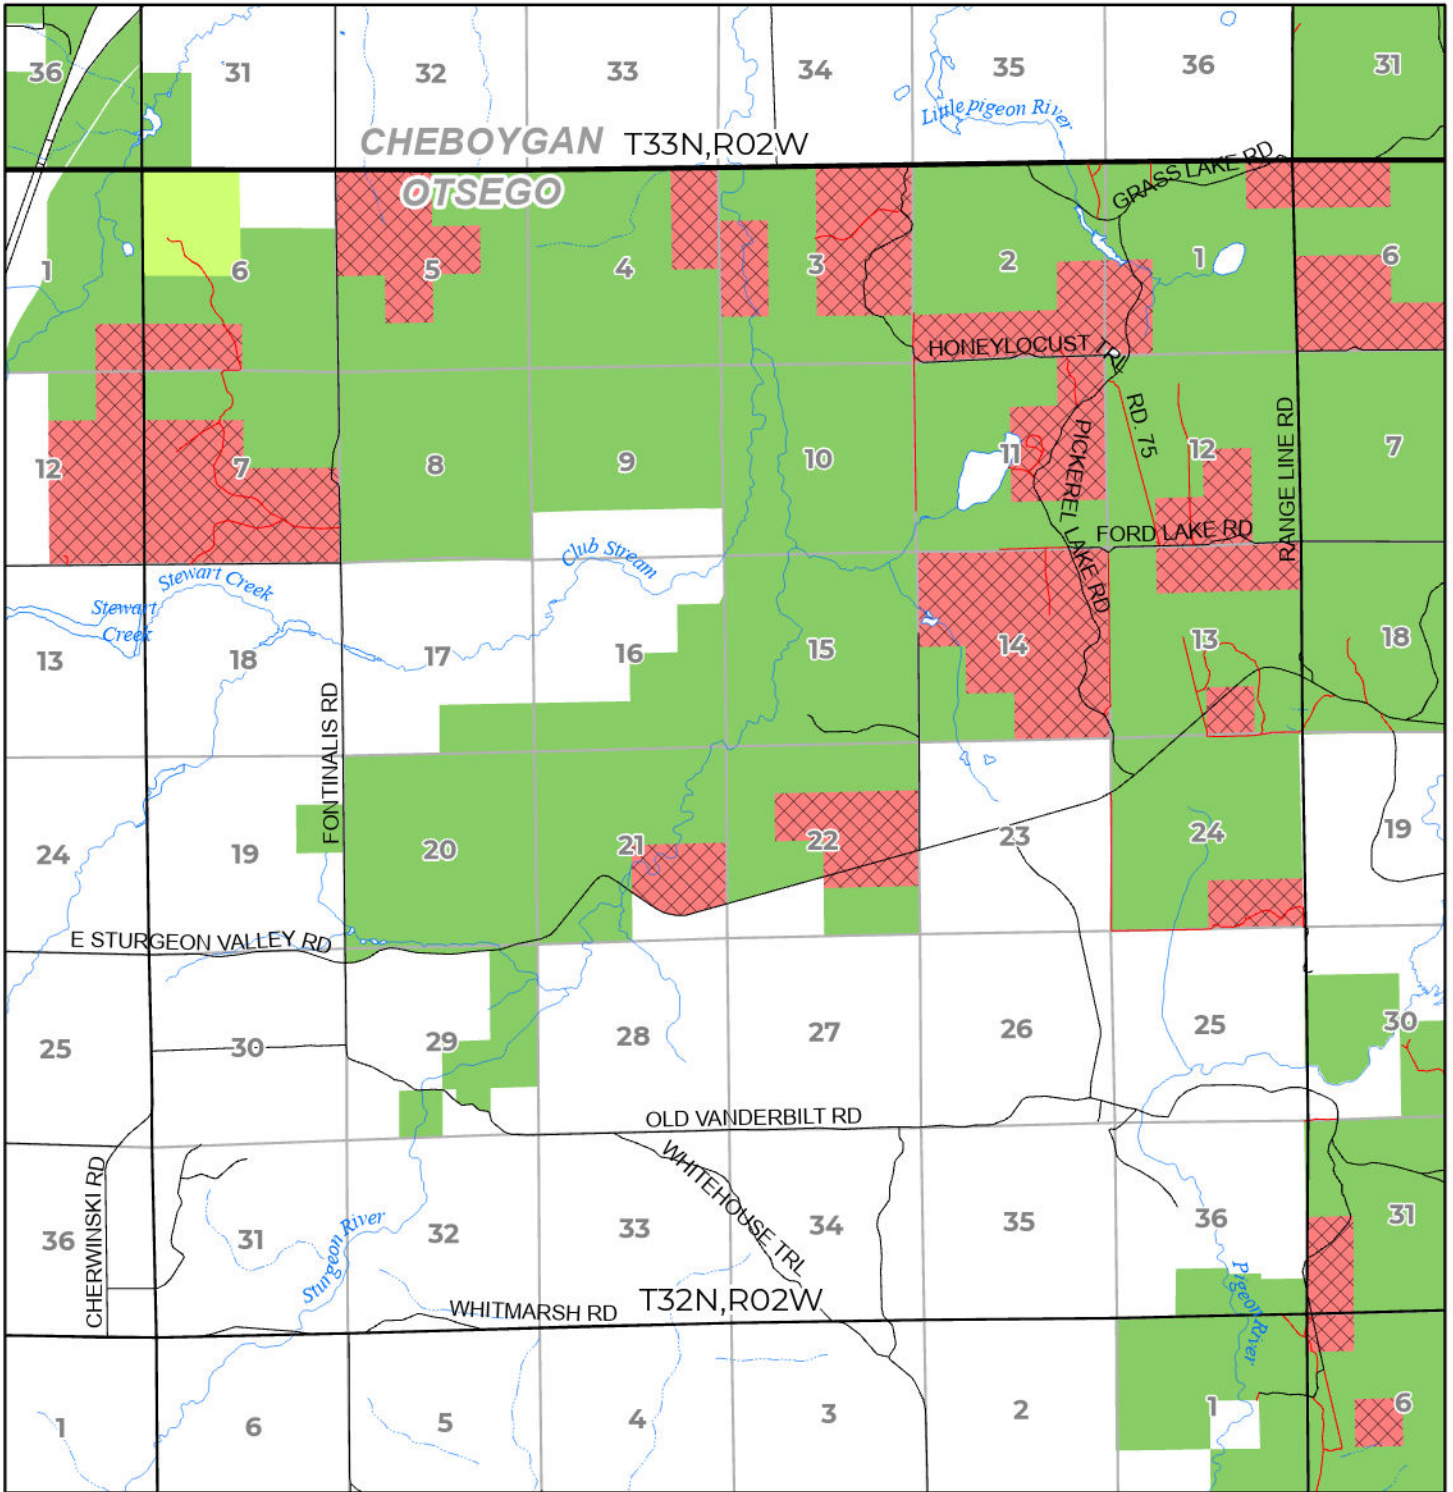 36
31
32
33
34
35
36
31
Little pigeon River
CHEBOYGAN
T33N,R02W
OTSEGO
GRASS LAKE RD
1
6
5
4
3
2
1
6
HONEYLOCUST TRL
12
7
8
9
10
11
PICKEREL LAKE RD
RD. 75
12
RANGE LINE RD
7
FORD LAKE RD
Club Stream
Stewart Creek
Stewart
Creek
13
18
17
16
15
14
13
18
FONTINALIS RD
24
19
20
21
22
23
24
19
E STURGEON VALLEY RD
25
30
29
28
27
26
25
30
OLD VANDERBILT RD
CHERWINSKI RD
WHITEHOUSE TRL
36
31
Sturgeon River
32
33
34
35
36
31
Pigeon River
WHITMARSH RD
T32N,R02W
1
6
5
4
3
2
1
6